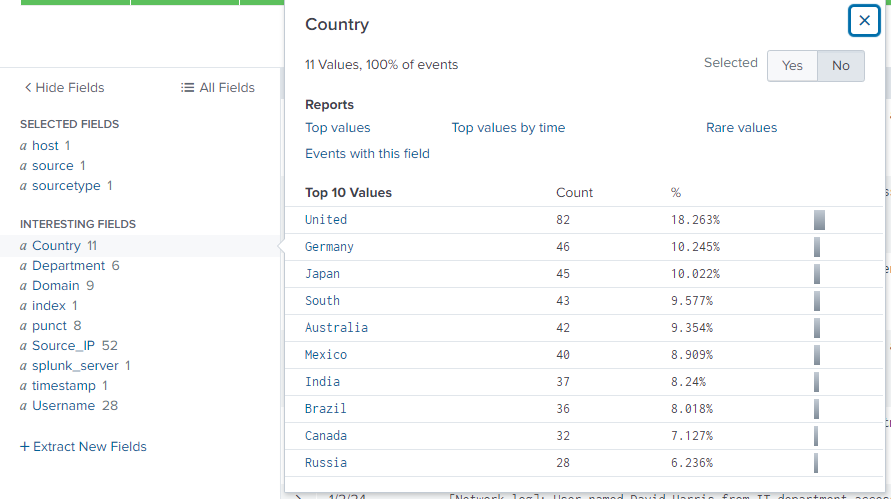 Country
11 Values, 100% of events
Selected Yes No
Reports
Top values Top values by time Rare values
Events with this field
Top 10 Values Count %
United 82 18.263%
Germany 46 10.245%
Japan 45 10.022%
South 43 9.577%
Australia 42 9.354%
Mexico 40 8.909%
India 37 8.24%
Brazil 36 8.018%
Canada 32 7.127%
Russia 28 6.236%
Hide Fields All Fields
SELECTED FIELDS
a host 1
a source 1
a sourcetype 1
INTERESTING FIELDS
a Country 11
a Department 6
a Domain 9
a index 1
a punct 8
a Source_IP 52
a splunk_server 1
a timestamp 1
a Username 28
+ Extract New Fields
1/2/24 [Network log]: User named David Harris from IT department